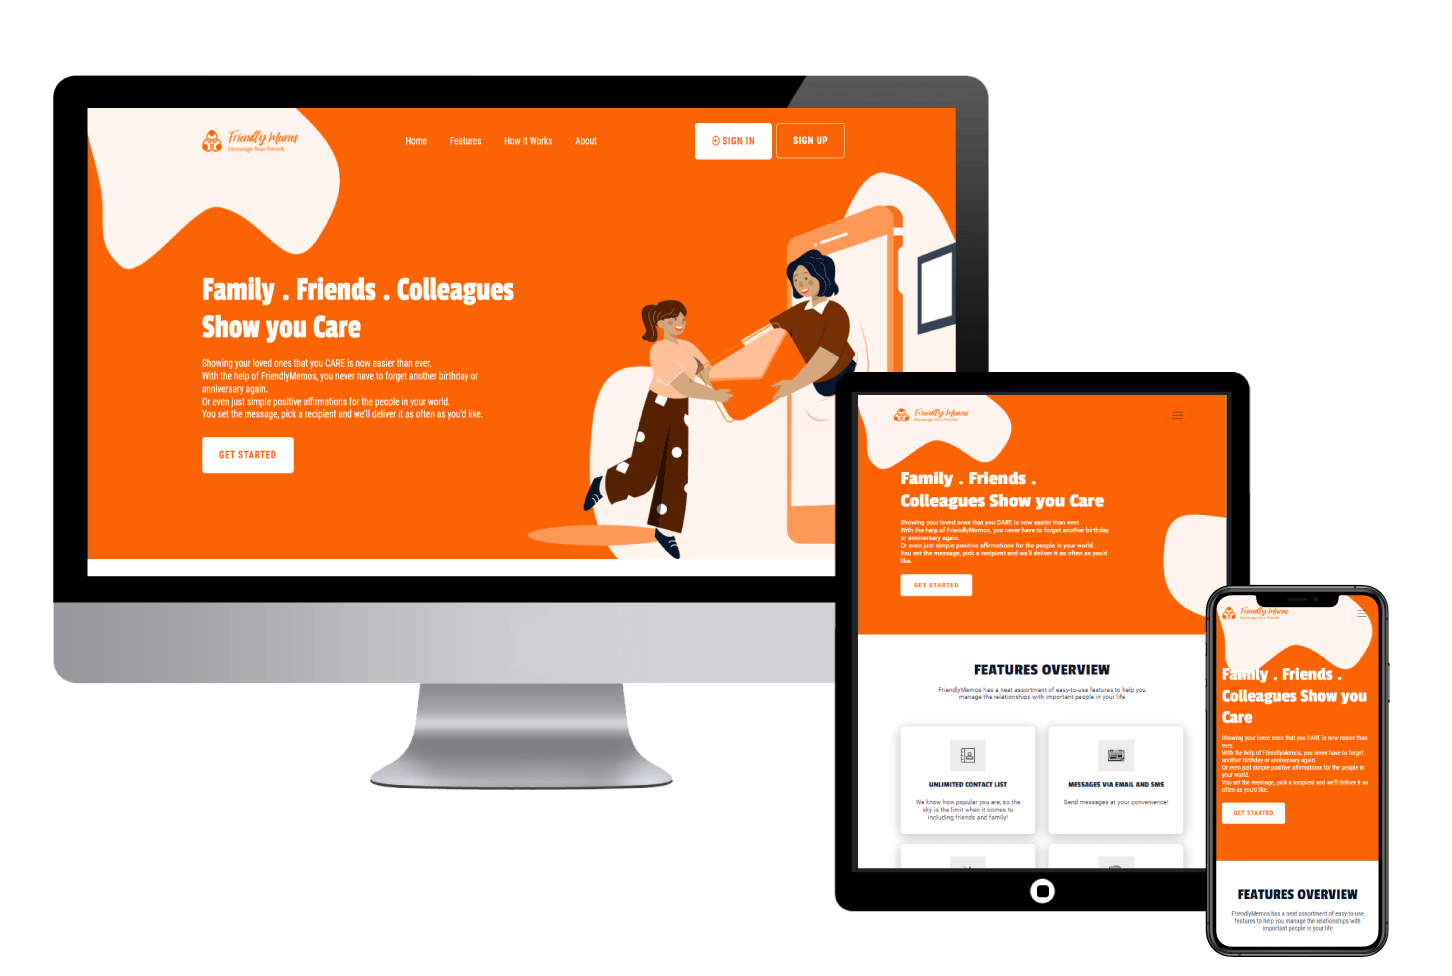 Friendly Memos
Encourage Your Friends
Home
Features
How It Works
About
SIGN IN
SIGN UP
Family . Friends . Colleagues
Show you Care
Showing your loved ones that you CARE is now easier than ever.
With the help of FriendlyMemos, you never have to forget another birthday or
anniversary again.
Or even just simple positive affirmations for the people in your world.
You set the message, pick a recipient and we'll deliver it as often as you'd like.
GET STARTED
Friendly Memos
Encourage Your Friends
Family . Friends .
Colleagues Show you Care
Showing your loved ones that you CARE is now easier than ever.
With the help of FriendlyMemos, you never have to forget another birthday
or anniversary again.
Or even just simple positive affirmations for the people in your world.
You set the message, pick a recipient and we'll deliver it as often as you'd
like.
GET STARTED
FEATURES OVERVIEW
FriendlyMemos has a neat assortment of easy-to-use features to help you
manage the relationships with important people in your life
UNLIMITED CONTACT LIST
We know how popular you are, so the
sky is the limit when it comes to
including friends and family!
MESSAGES VIA EMAIL AND SMS
Send messages at your convenience!
Friendly Memos
Encourage Your Friends
Family . Friends .
Colleagues Show you
Care
Showing your loved ones that you CARE is now easier than
ever.
With the help of FriendlyMemos, you never have to forget
another birthday or anniversary again.
Or even just simple positive affirmations for the people in
your world.
You set the message, pick a recipient and we'll deliver it as
often as you'd like.
GET STARTED
FEATURES OVERVIEW
FriendlyMemos has a neat assortment of easy-to-use
features to help you manage the relationships with
important people in your life